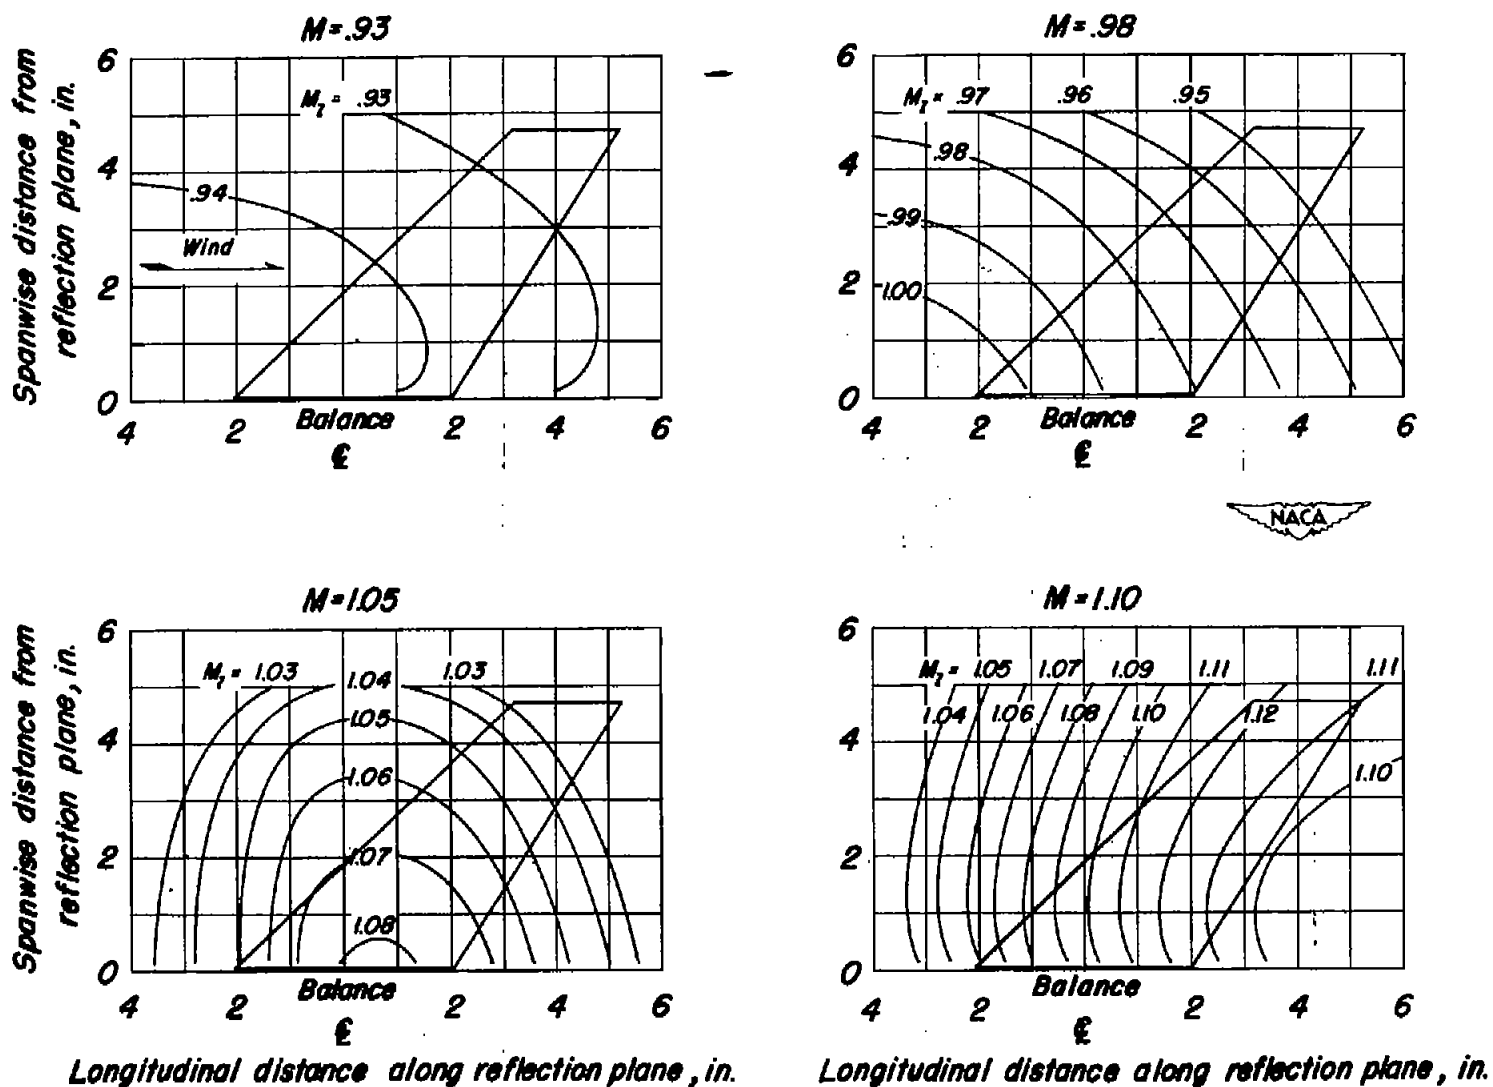 M = .93
Spanwise distance from
reflection plane, in.
6
4
2
0
Mₗ = .93
.94
Wind
4 2 Balance 2 4 6
℄
M = .98
6
4
2
0
Mₗ = .97 .96 .95
.98
.99
1.00
4 2 Balance 2 4 6
℄
NACA
M = 1.05
Spanwise distance from
reflection plane, in.
6
4
2
0
Mₗ = 1.03 1.04 1.03
1.05
1.06
1.07
1.08
4 2 Balance 2 4 6
℄
Longitudinal distance along reflection plane, in.
M = 1.10
6
4
2
0
Mₗ = 1.05 1.07 1.09 1.11 1.11
1.04 1.06 1.08 1.10 1.12
1.10
4 2 Balance 2 4 6
℄
Longitudinal distance along reflection plane, in.